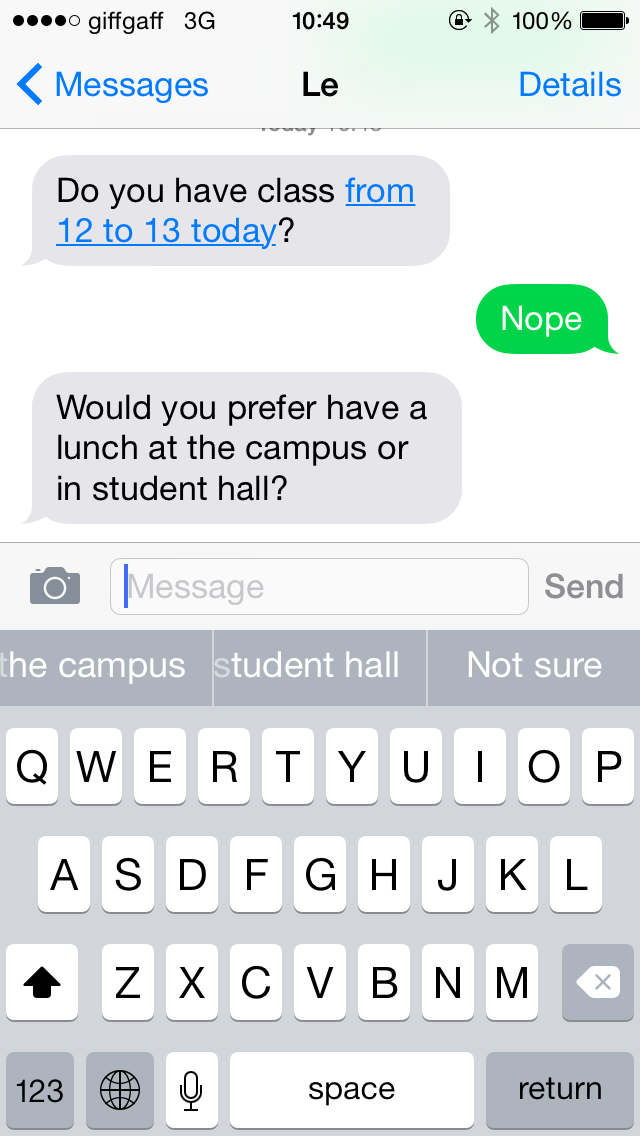 giffgaff 3G 10:49 100%
Messages Le Details
Do you have class from
12 to 13 today?
Nope
Would you prefer have a
lunch at the campus or
in student hall?
Message Send
the campus student hall Not sure
Q W E R T Y U I O P
A S D F G H J K L
Z X C V B N M
123 space return